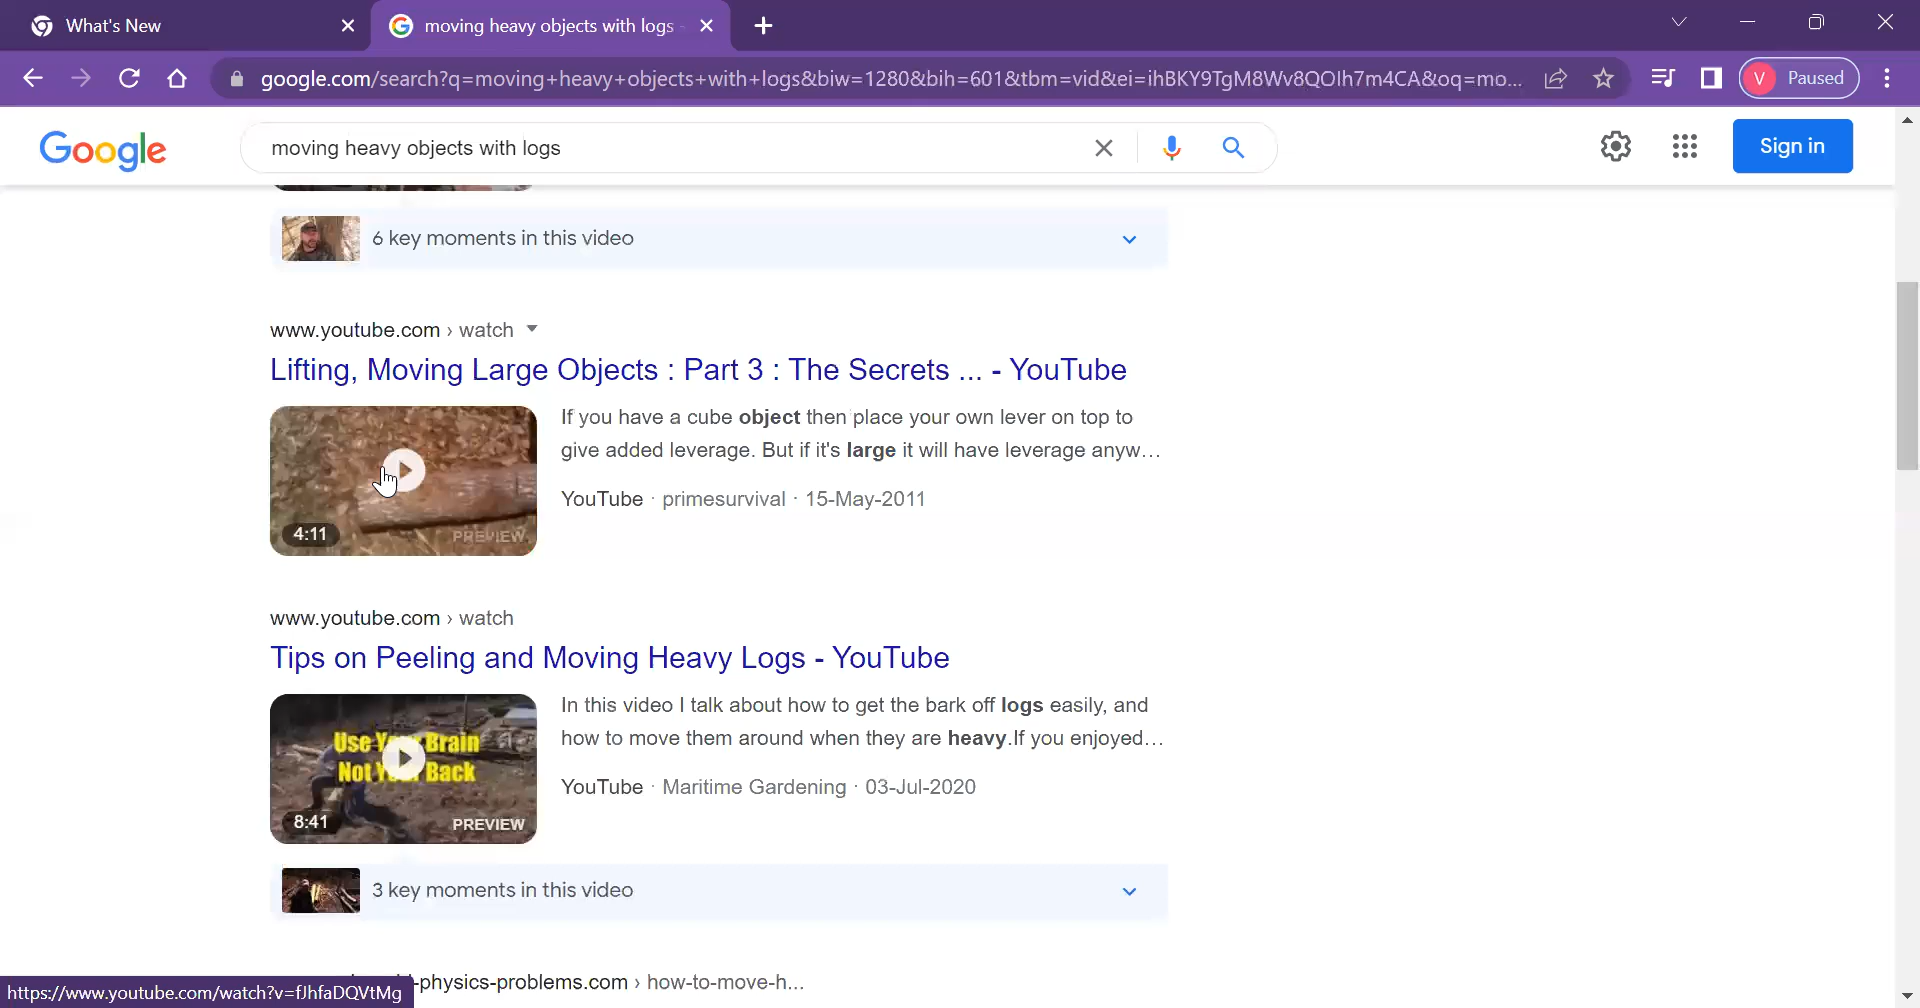 What's New
moving heavy objects with logs
google.com/search?q=moving+heavy+objects+with+logs&biw=1280&bih=601&tbm=vid&ei=ihBKY9TgM8Wv8QOIh7m4CA&oq=mo...
V Paused
Google
moving heavy objects with logs
Sign in
6 key moments in this video
www.youtube.com › watch
Lifting, Moving Large Objects : Part 3 : The Secrets ... - YouTube
If you have a cube object then place your own lever on top to
give added leverage. But if it's large it will have leverage anyw...
YouTube · primesurvival · 15-May-2011
4:11 PREVIEW
www.youtube.com › watch
Tips on Peeling and Moving Heavy Logs - YouTube
In this video I talk about how to get the bark off logs easily, and
how to move them around when they are heavy.If you enjoyed...
YouTube · Maritime Gardening · 03-Jul-2020
Use Your Brain
Not Your Back
8:41 PREVIEW
3 key moments in this video
-physics-problems.com › how-to-move-h...
https://www.youtube.com/watch?v=fJhfaDQVtMg